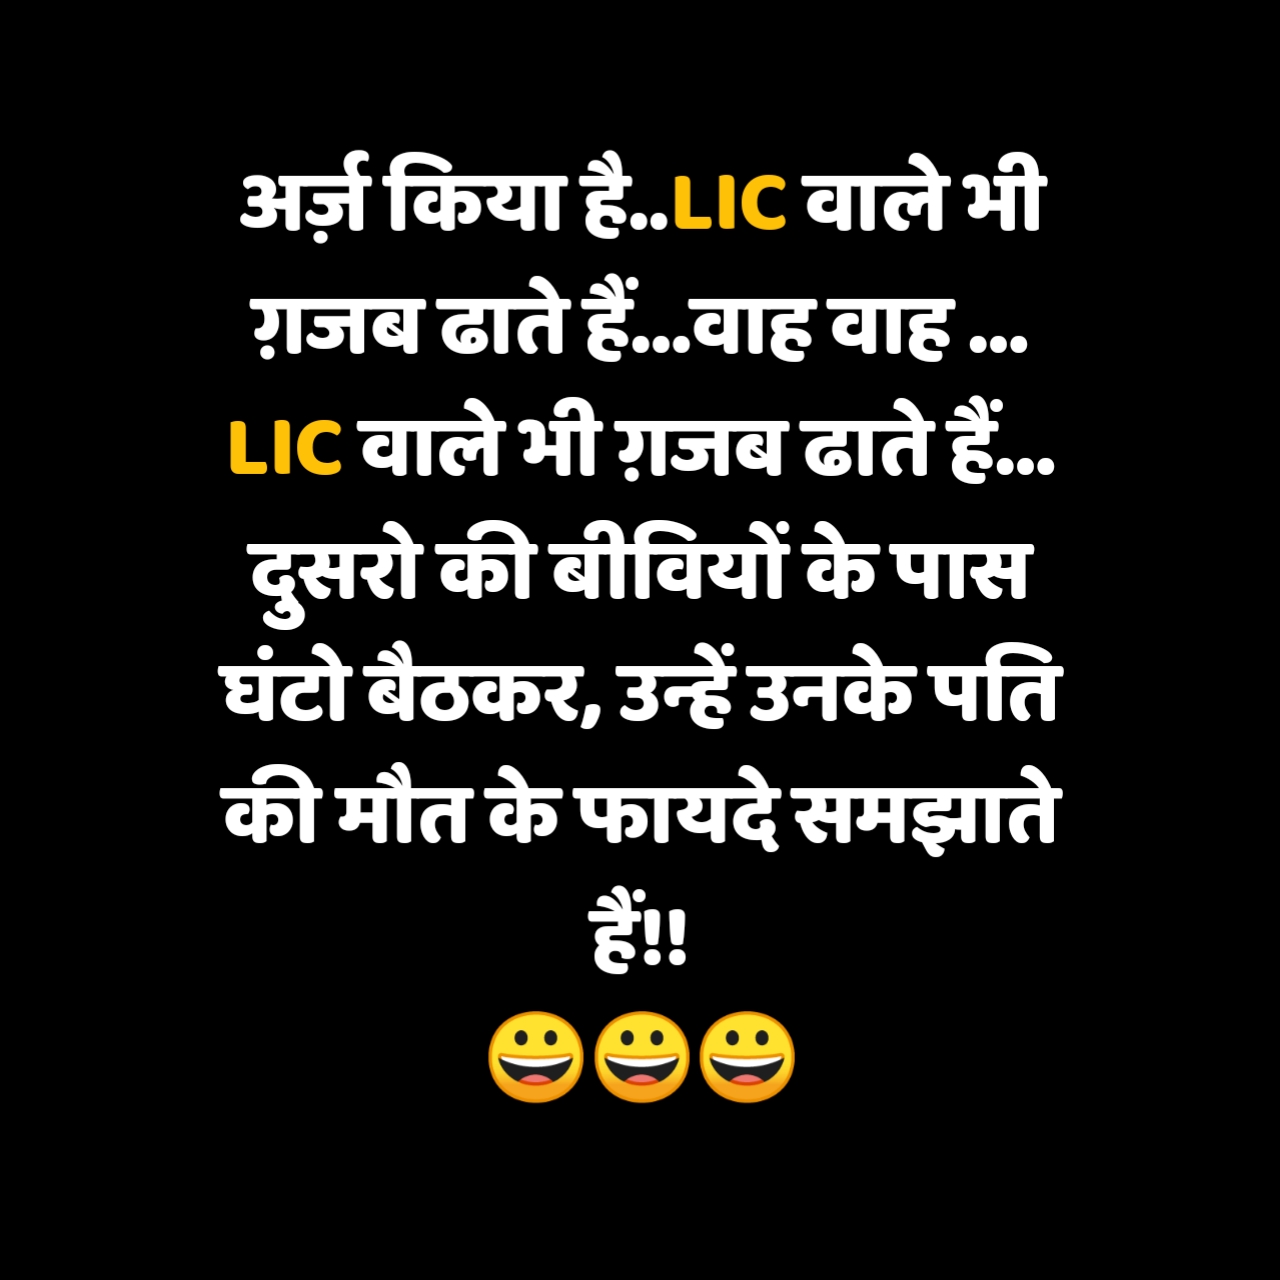 अर्ज़ किया है..LIC वाले भी
ग़जब ढाते हैं...वाह वाह ...
LIC वाले भी ग़जब ढाते हैं...
दुसरो की बीवियों के पास
घंटो बैठकर, उन्हें उनके पति
की मौत के फायदे समझाते
हैं!!
😀😀😀